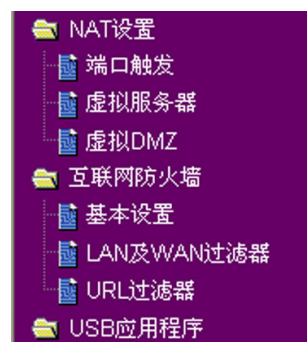 NAT设置
端口触发
虚拟服务器
虚拟DMZ
互联网防火墙
基本设置
LAN及WAN过滤器
URL过滤器
USB应用程序